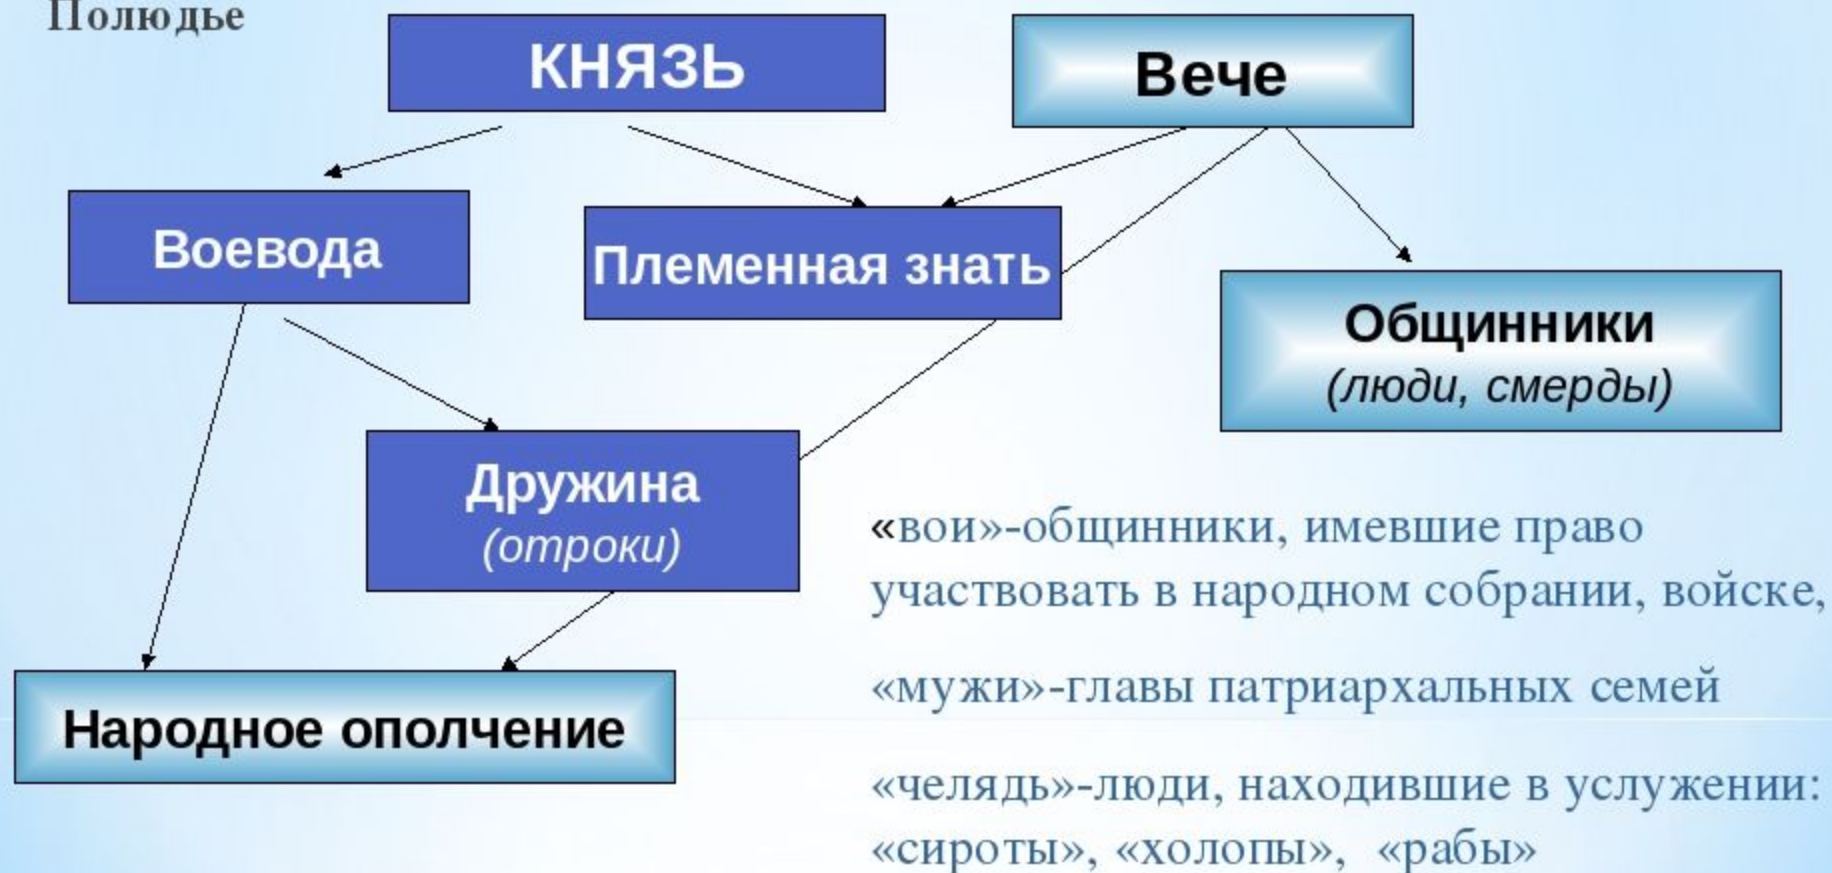 Полюдье
КНЯЗЬ
Вече
Воевода
Племенная знать
Общинники
(люди, смерды)
Дружина
(отроки)
«вои»-общинники, имевшие право
участвовать в народном собрании, войске,
«мужи»-главы патриархальных семей
Народное ополчение
«челядь»-люди, находившие в услужении:
«сироты», «холопы», «рабы»